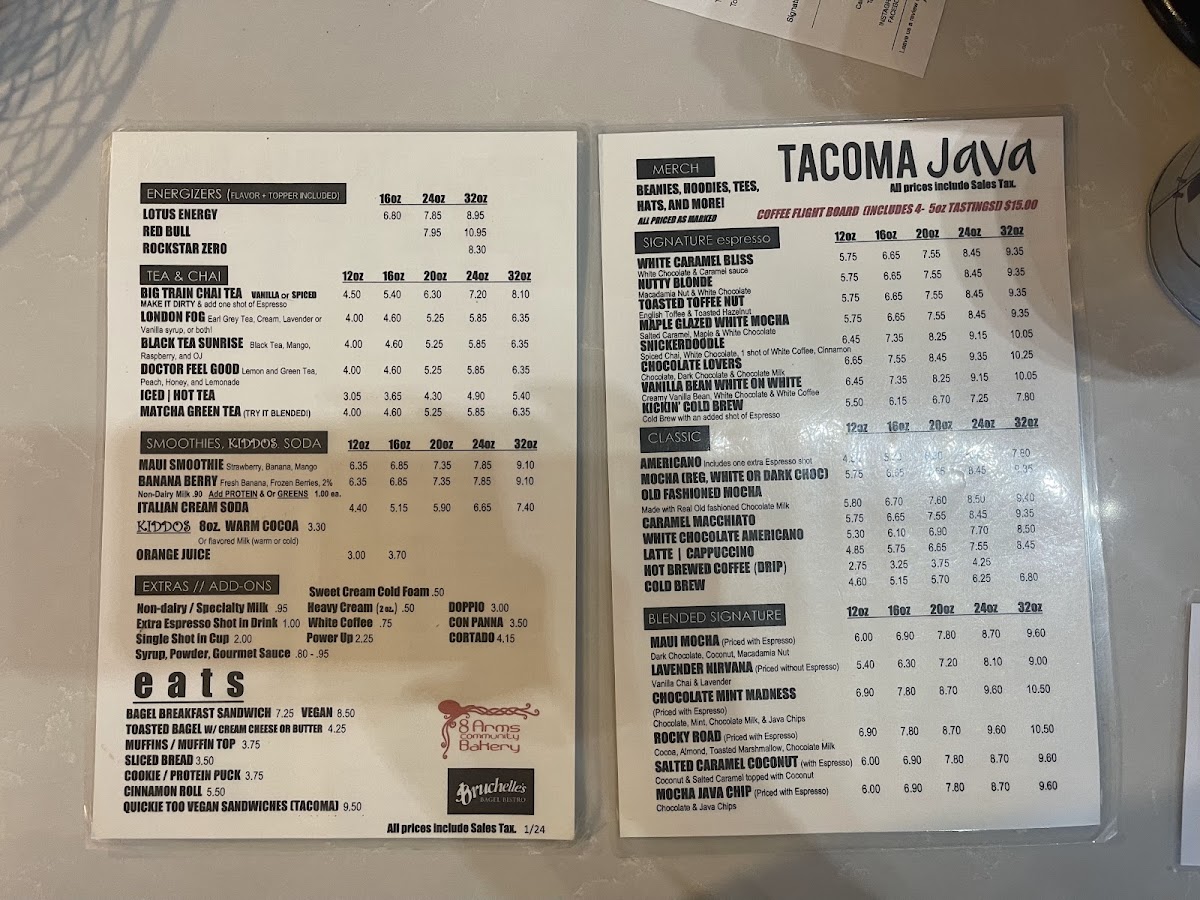 ENERGIZERS (FLAVOR + TOPPER INCLUDED) 16oz 24oz 32oz
LOTUS ENERGY 6.80 7.85 8.95
RED BULL 7.95 10.95
ROCKSTAR ZERO 8.30
TEA & CHAI 12oz 16oz 20oz 24oz 32oz
BIG TRAIN CHAI TEA VANILLA or SPICED 4.50 5.40 6.30 7.20 8.10
MAKE IT DIRTY & add one shot of Espresso
LONDON FOG Earl Grey Tea, Cream, Lavender or 4.00 4.60 5.25 5.85 6.35
Vanilla syrup, or both!
BLACK TEA SUNRISE Black Tea, Mango, 4.00 4.60 5.25 5.85 6.35
Raspberry, and OJ
DOCTOR FEEL GOOD Lemon and Green Tea, 4.00 4.60 5.25 5.85 6.35
Peach, Honey, and Lemonade
ICED | HOT TEA 3.05 3.65 4.30 4.90 5.40
MATCHA GREEN TEA (TRY IT BLENDED!) 4.00 4.60 5.25 5.85 6.35
SMOOTHIES, KIDDOS, SODA 12oz 16oz 20oz 24oz 32oz
MAUI SMOOTHIE Strawberry, Banana, Mango 6.35 6.85 7.35 7.85 9.10
BANANA BERRY Fresh Banana, Frozen Berries, 2% 6.35 6.85 7.35 7.85 9.10
Non-Dairy Milk .90 Add PROTEIN & Or GREENS 1.00 ea.
ITALIAN CREAM SODA 4.40 5.15 5.90 6.65 7.40
KIDDOS 8oz. WARM COCOA 3.30
Or flavored Milk (warm or cold)
ORANGE JUICE 3.00 3.70
EXTRAS // ADD-ONS Sweet Cream Cold Foam .50
Non-dairy / Specialty Milk .95 Heavy Cream (2 oz.) .50 DOPPIO 3.00
Extra Espresso Shot in Drink 1.00 White Coffee .75 CON PANNA 3.50
Single Shot in Cup 2.00 Power Up 2.25 CORTADO 4.15
Syrup, Powder, Gourmet Sauce .80 - .95
eats
BAGEL BREAKFAST SANDWICH 7.25 VEGAN 8.50
TOASTED BAGEL W/ CREAM CHEESE OR BUTTER 4.25
MUFFINS / MUFFIN TOP 3.75
SLICED BREAD 3.50
COOKIE / PROTEIN PUCK 3.75
CINNAMON ROLL 5.50
QUICKIE TOO VEGAN SANDWICHES (TACOMA) 9.50
8 Arms
Community
Bakery
Bruchelle's
BAGEL BISTRO
All prices include Sales Tax. 1/24
MERCH
BEANIES, HOODIES, TEES,
HATS, AND MORE!
ALL PRICED AS MARKED
TACOMA Java
All prices include Sales Tax.
COFFEE FLIGHT BOARD (INCLUDES 4- 5oz TASTINGS!) $15.00
SIGNATURE espresso 12oz 16oz 20oz 24oz 32oz
WHITE CARAMEL BLISS 5.75 6.65 7.55 8.45 9.35
White Chocolate & Caramel sauce
NUTTY BLONDE 5.75 6.65 7.55 8.45 9.35
Macadamia Nut & White Chocolate
TOASTED TOFFEE NUT 5.75 6.65 7.55 8.45 9.35
English Toffee & Toasted Hazelnut
MAPLE GLAZED WHITE MOCHA 5.75 6.65 7.55 8.45 9.35
Salted Caramel, Maple & White Chocolate
SNICKERDOODLE 6.45 7.35 8.25 9.15 10.05
Spiced Chai, White Chocolate, 1 shot of White Coffee, Cinnamon
CHOCOLATE LOVERS 6.65 7.55 8.45 9.35 10.25
Chocolate, Dark Chocolate & Chocolate Milk
VANILLA BEAN WHITE ON WHITE 6.45 7.35 8.25 9.15 10.05
Creamy Vanilla Bean, White Chocolate & White Coffee
KICKIN' COLD BREW 5.50 6.15 6.70 7.25 7.80
Cold Brew with an added shot of Espresso
CLASSIC 12oz 16oz 20oz 24oz 32oz
AMERICANO Includes one extra Espresso shot 7.80
MOCHA (REG, WHITE OR DARK CHOC) 5.75 6.65 7.55 8.45 9.35
OLD FASHIONED MOCHA
Made with Real Old fashioned Chocolate Milk 5.80 6.70 7.60 8.50 9.40
CARAMEL MACCHIATO 5.75 6.65 7.55 8.45 9.35
WHITE CHOCOLATE AMERICANO 5.30 6.10 6.90 7.70 8.50
LATTE | CAPPUCCINO 4.85 5.75 6.65 7.55 8.45
HOT BREWED COFFEE (DRIP) 2.75 3.25 3.75 4.25
COLD BREW 4.60 5.15 5.70 6.25 6.80
BLENDED SIGNATURE 12oz 16oz 20oz 24oz 32oz
MAUI MOCHA (Priced with Espresso) 6.00 6.90 7.80 8.70 9.60
Dark Chocolate, Coconut, Macadamia Nut
LAVENDER NIRVANA (Priced without Espresso) 5.40 6.30 7.20 8.10 9.00
Vanilla Chai & Lavender
CHOCOLATE MINT MADNESS 6.90 7.80 8.70 9.60 10.50
(Priced with Espresso)
Chocolate, Mint, Chocolate Milk, & Java Chips
ROCKY ROAD (Priced with Espresso) 6.90 7.80 8.70 9.60 10.50
Cocoa, Almond, Toasted Marshmallow, Chocolate Milk
SALTED CARAMEL COCONUT (with Espresso) 6.00 6.90 7.80 8.70 9.60
Coconut & Salted Caramel topped with Coconut
MOCHA JAVA CHIP (Priced with Espresso) 6.00 6.90 7.80 8.70 9.60
Chocolate & Java Chips